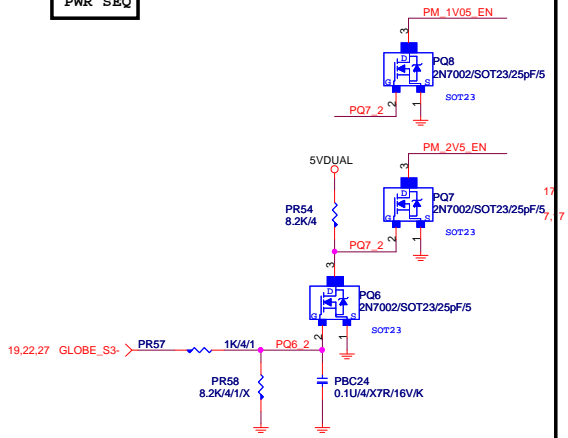 PWR SEQ
PM_1V05_EN
3
D
PQ8
2N7002/SOT23/25pF/5
G
S
SOT23
2
1
PQ7_2
5VDUAL
PM_2V5_EN
3
D
PQ7
2N7002/SOT23/25pF/5
G
S
SOT23
17
7,17
PR54
8.2K/4
2
1
PQ7_2
3
D
PQ6
2N7002/SOT23/25pF/5
G
S
SOT23
2
1
19,22,27 GLOBE_S3- PR57 1K/4/1 PQ6_2
PR58
8.2K/4/1/X
PBC24
0.1U/4/X7R/16V/K